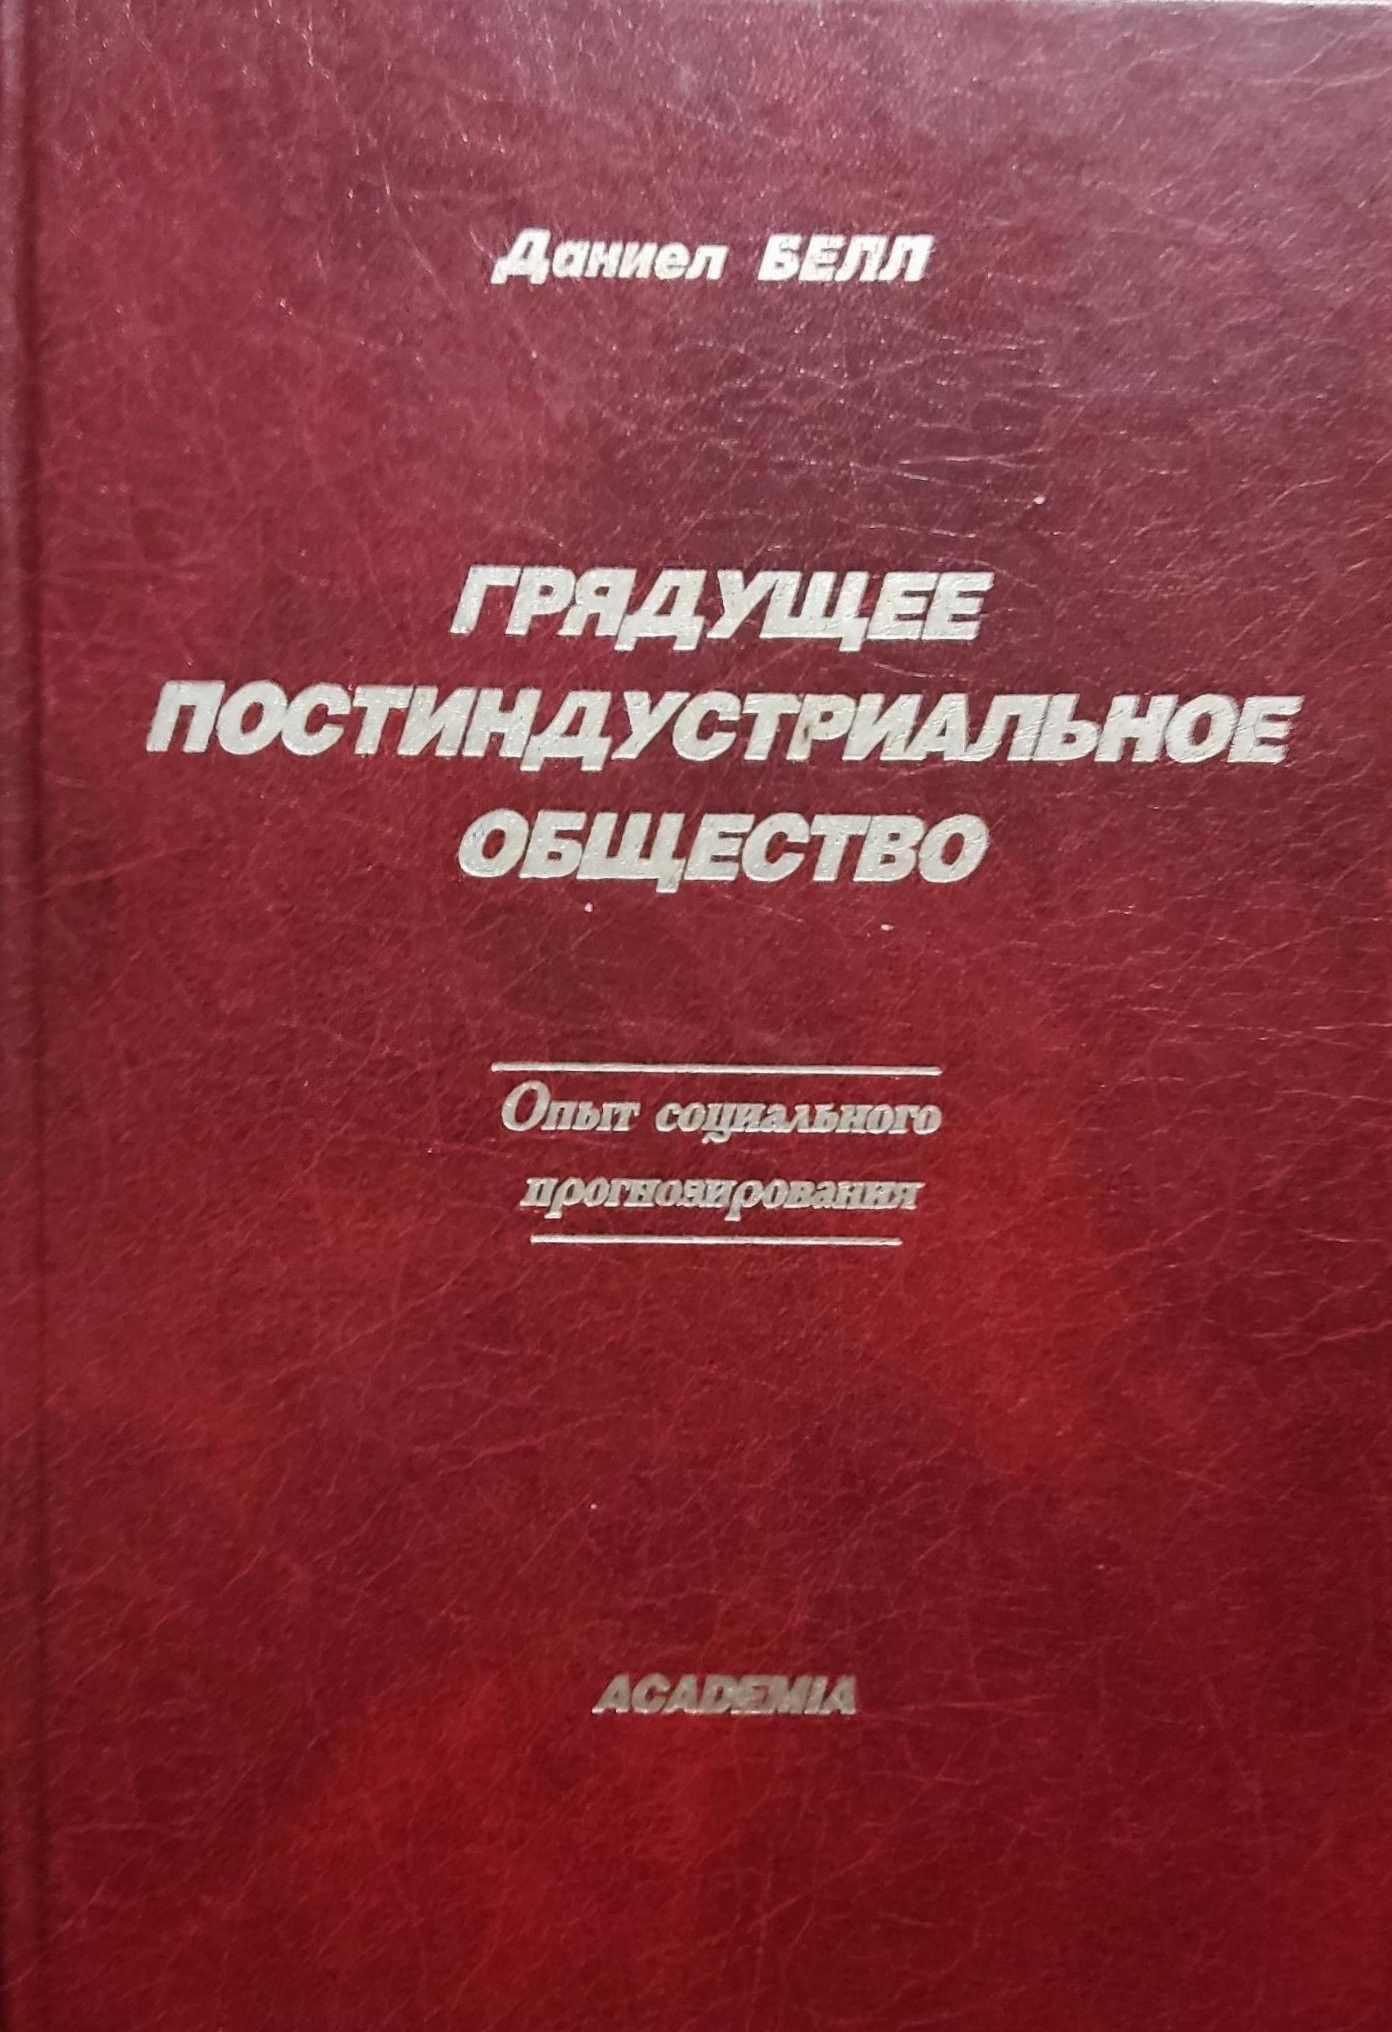 Даниел БЕЛЛ
ГРЯДУЩЕЕ
ПОСТИНДУСТРИАЛЬНОЕ
ОБЩЕСТВО
Опыт социального
прогнозирования
ACADEMIA